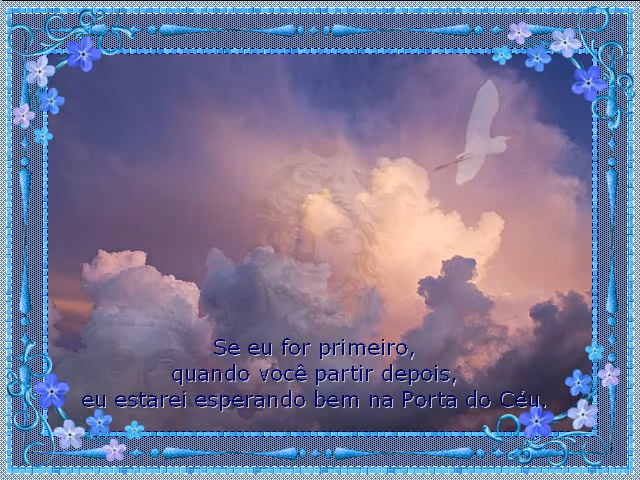 Se eu for primeiro,
quando você partir depois,
eu estarei esperando bem na Porta do Céu.